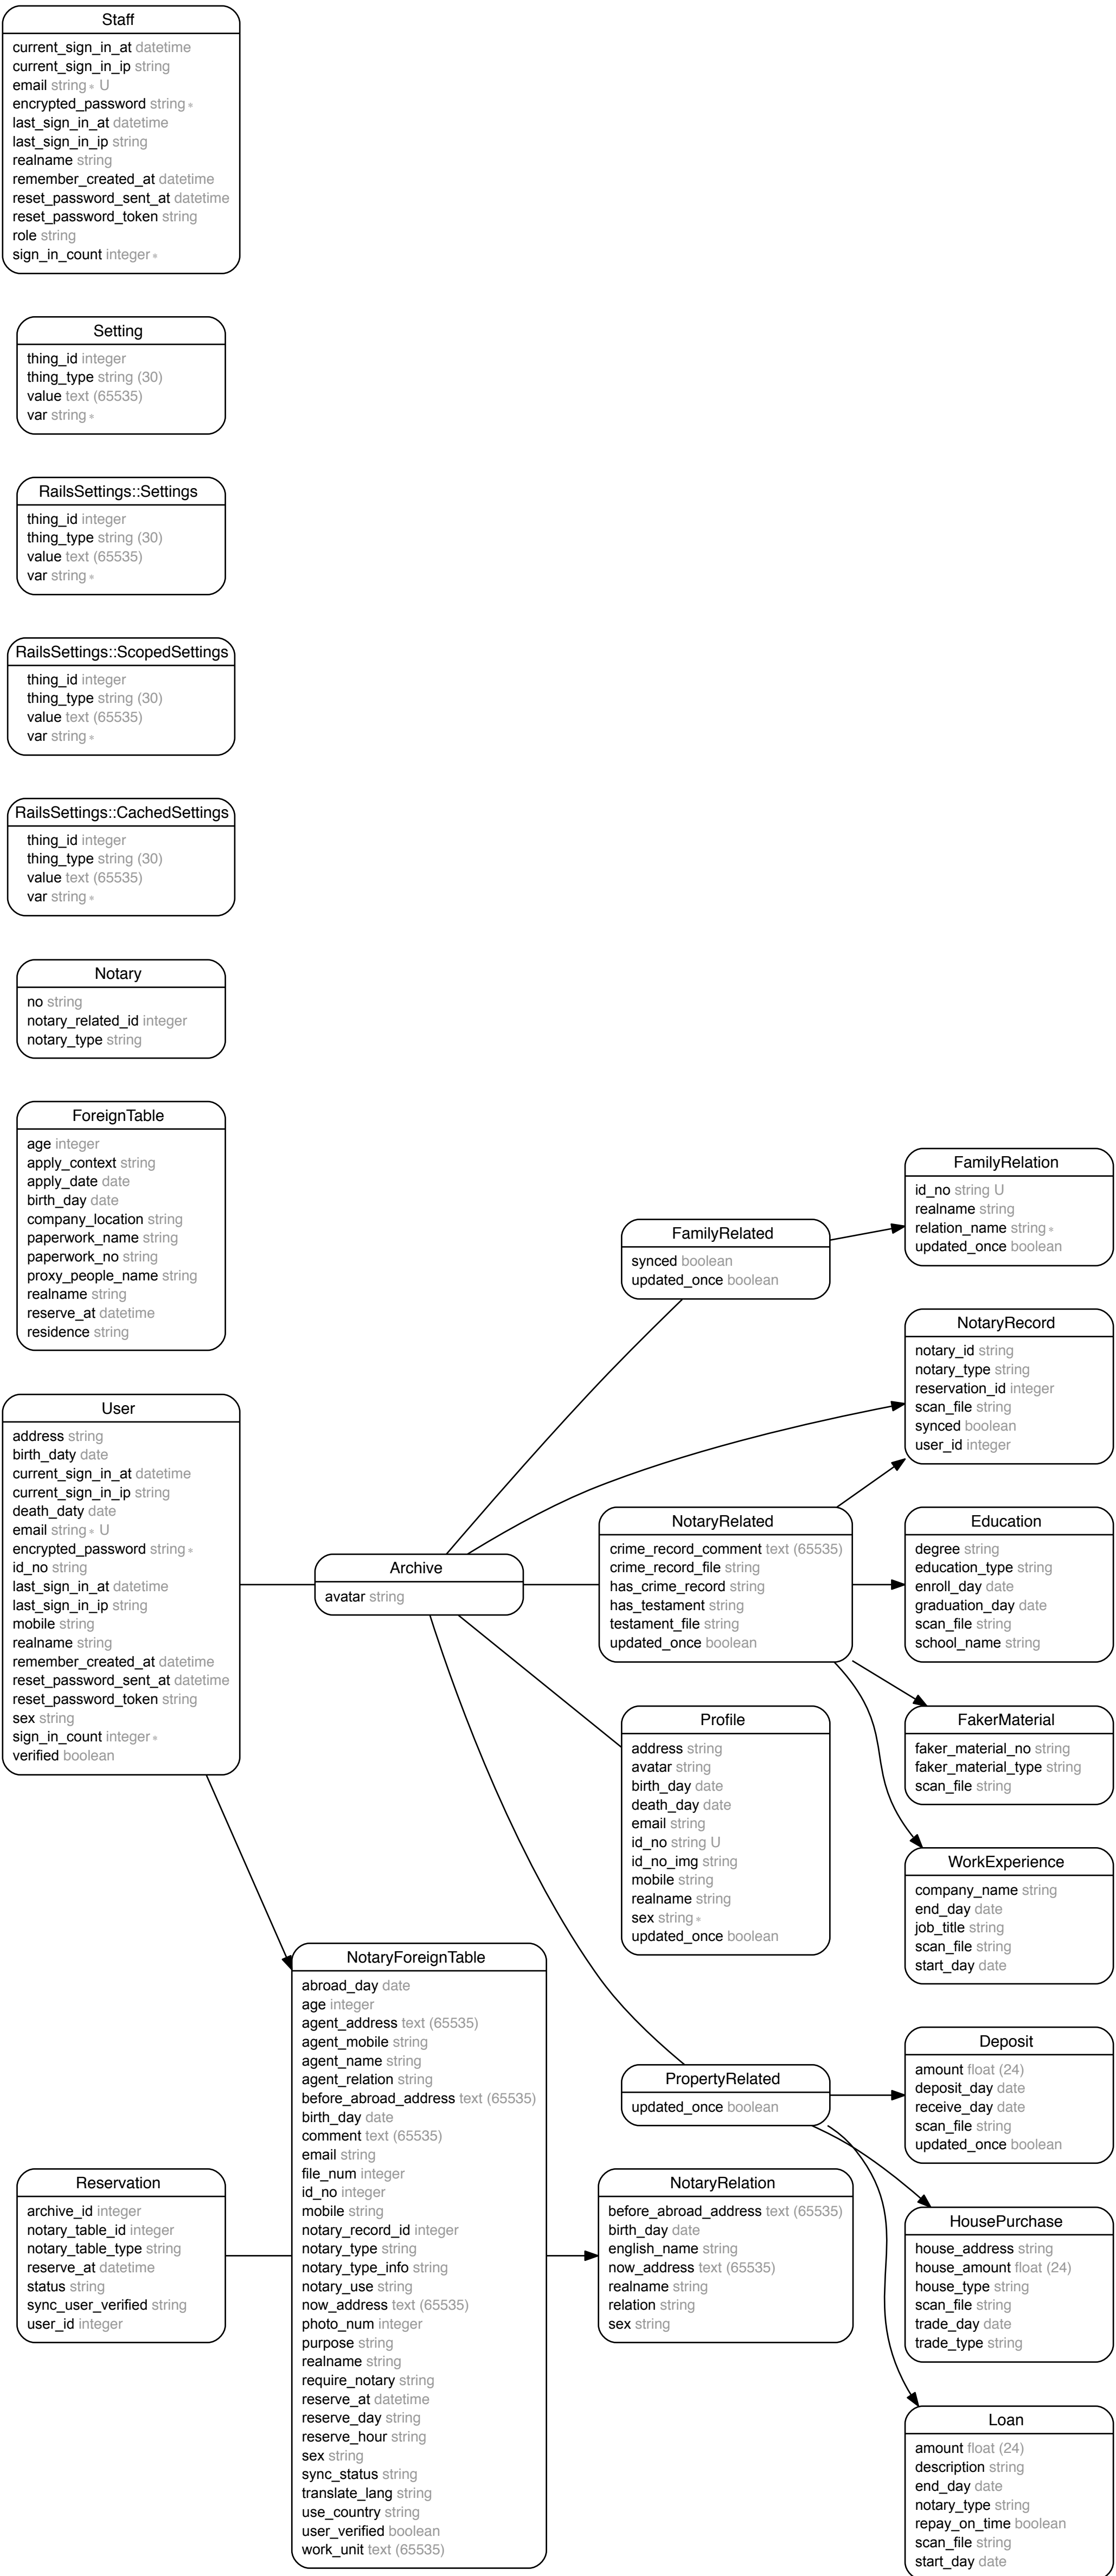 Staff
current_sign_in_at datetime
current_sign_in_ip string
email string∗ U
encrypted_password string∗
last_sign_in_at datetime
last_sign_in_ip string
realname string
remember_created_at datetime
reset_password_sent_at datetime
reset_password_token string
role string
sign_in_count integer∗
Setting
thing_id integer
thing_type string (30)
value text (65535)
var string∗
RailsSettings::Settings
thing_id integer
thing_type string (30)
value text (65535)
var string∗
RailsSettings::ScopedSettings
thing_id integer
thing_type string (30)
value text (65535)
var string∗
RailsSettings::CachedSettings
thing_id integer
thing_type string (30)
value text (65535)
var string∗
Notary
no string
notary_related_id integer
notary_type string
ForeignTable
age integer
apply_context string
apply_date date
birth_day date
company_location string
paperwork_name string
paperwork_no string
proxy_people_name string
realname string
reserve_at datetime
residence string
User
address string
birth_daty date
current_sign_in_at datetime
current_sign_in_ip string
death_daty date
email string∗ U
encrypted_password string∗
id_no string
last_sign_in_at datetime
last_sign_in_ip string
mobile string
realname string
remember_created_at datetime
reset_password_sent_at datetime
reset_password_token string
sex string
sign_in_count integer∗
verified boolean
Reservation
archive_id integer
notary_table_id integer
notary_table_type string
reserve_at datetime
status string
sync_user_verified string
user_id integer
Archive
avatar string
NotaryForeignTable
abroad_day date
age integer
agent_address text (65535)
agent_mobile string
agent_name string
agent_relation string
before_abroad_address text (65535)
birth_day date
comment text (65535)
email string
file_num integer
id_no integer
mobile string
notary_record_id integer
notary_type string
notary_type_info string
notary_use string
now_address text (65535)
photo_num integer
purpose string
realname string
require_notary string
reserve_at datetime
reserve_day string
reserve_hour string
sex string
sync_status string
translate_lang string
use_country string
user_verified boolean
work_unit text (65535)
FamilyRelated
synced boolean
updated_once boolean
NotaryRelated
crime_record_comment text (65535)
crime_record_file string
has_crime_record string
has_testament string
testament_file string
updated_once boolean
Profile
address string
avatar string
birth_day date
death_day date
email string
id_no string U
id_no_img string
mobile string
realname string
sex string∗
updated_once boolean
PropertyRelated
updated_once boolean
NotaryRelation
before_abroad_address text (65535)
birth_day date
english_name string
now_address text (65535)
realname string
relation string
sex string
FamilyRelation
id_no string U
realname string
relation_name string∗
updated_once boolean
NotaryRecord
notary_id string
notary_type string
reservation_id integer
scan_file string
synced boolean
user_id integer
Education
degree string
education_type string
enroll_day date
graduation_day date
scan_file string
school_name string
FakerMaterial
faker_material_no string
faker_material_type string
scan_file string
WorkExperience
company_name string
end_day date
job_title string
scan_file string
start_day date
Deposit
amount float (24)
deposit_day date
receive_day date
scan_file string
updated_once boolean
HousePurchase
house_address string
house_amount float (24)
house_type string
scan_file string
trade_day date
trade_type string
Loan
amount float (24)
description string
end_day date
notary_type string
repay_on_time boolean
scan_file string
start_day date